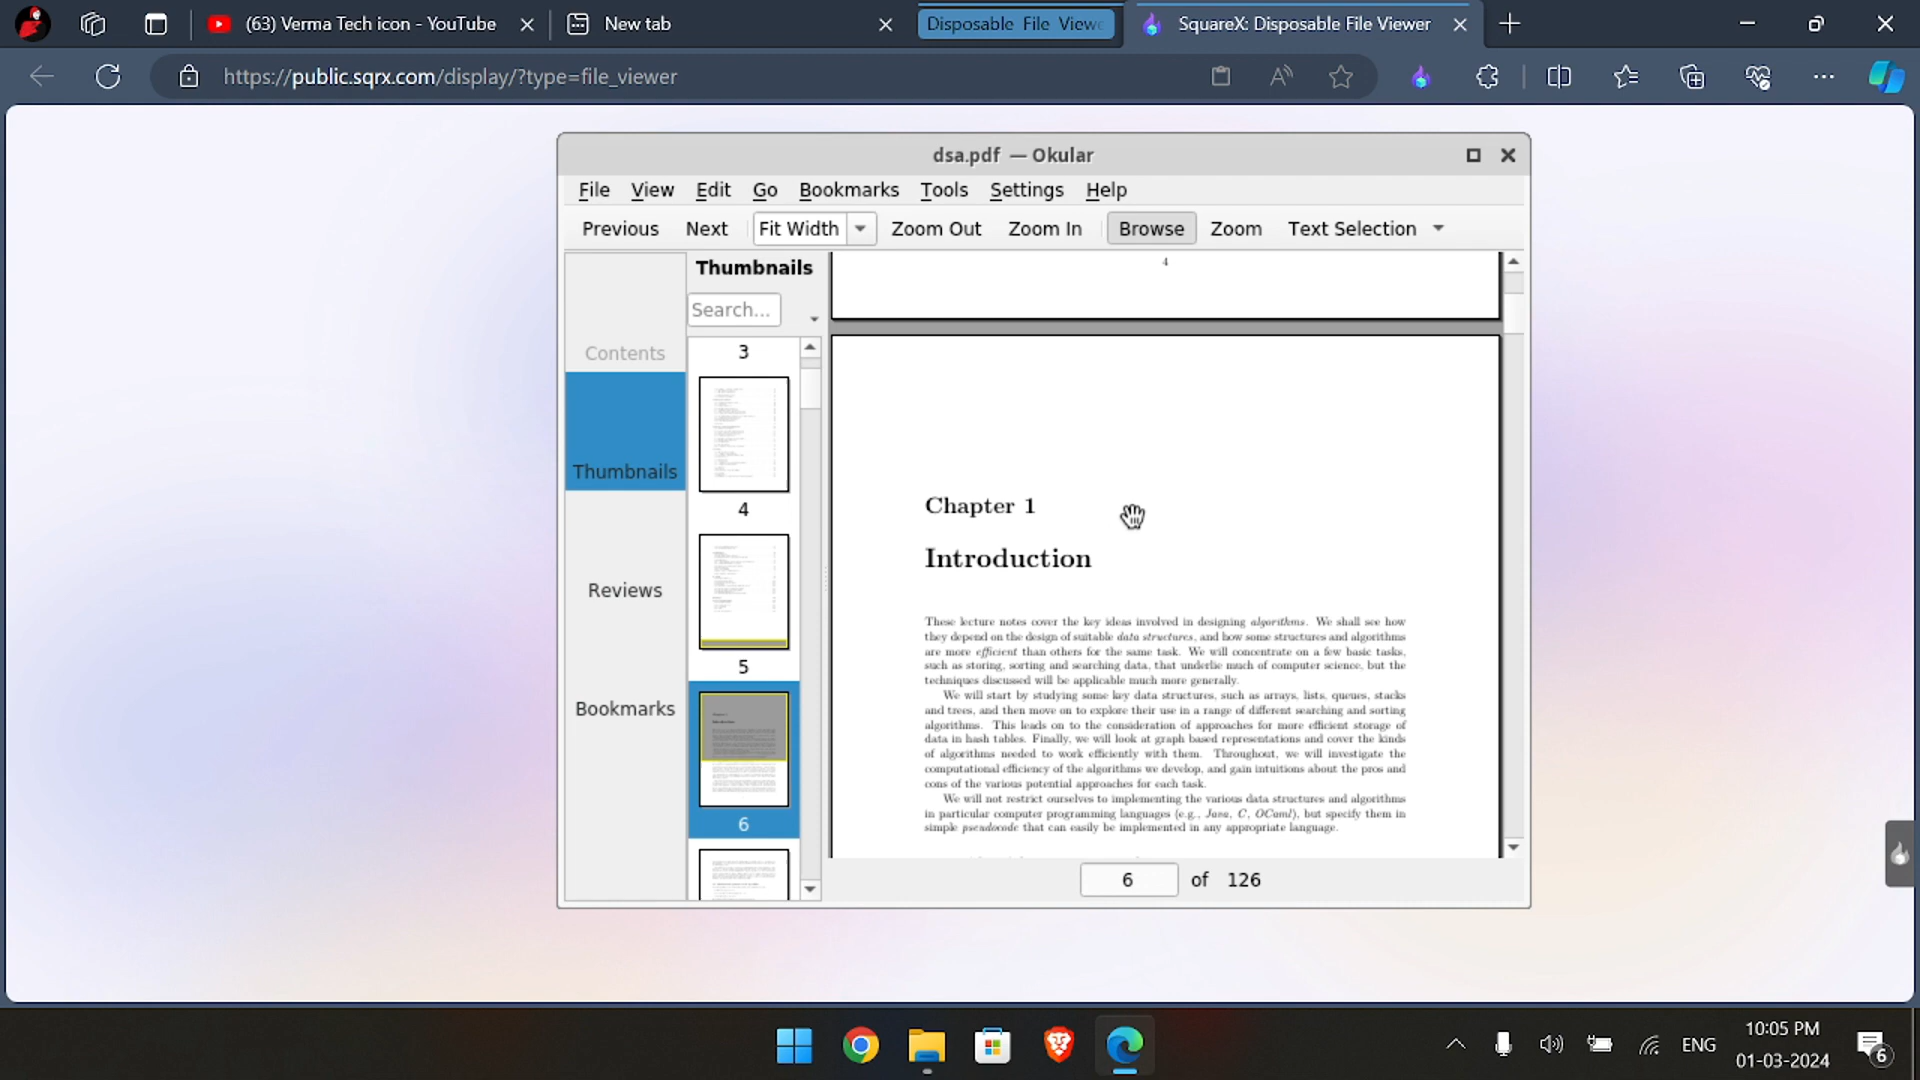 (63) Verma Tech icon - YouTube
New tab
Disposable File Viewe
SquareX: Disposable File Viewer
https://public.sqrx.com/display/?type=file_viewer
dsa.pdf — Okular
File View Edit Go Bookmarks Tools Settings Help
Previous Next Fit Width Zoom Out Zoom In Browse Zoom Text Selection
Contents
Thumbnails
Reviews
Bookmarks
Thumbnails
Search...
3
4
5
6
4
Chapter 1
Introduction
These lecture notes cover the key ideas involved in designing algorithms. We shall see how
they depend on the design of suitable data structures, and how some structures and algorithms
are more efficient than others for the same task. We will concentrate on a few basic tasks,
such as storing, sorting and searching data, that underlie much of computer science, but the
techniques discussed will be applicable much more generally.
We will start by studying some key data structures, such as arrays, lists, queues, stacks
and trees, and then move on to explore their use in a range of different searching and sorting
algorithms. This leads on to the consideration of approaches for more efficient storage of
data in hash tables. Finally, we will look at graph based representations and cover the kinds
of algorithms needed to work efficiently with them. Throughout, we will investigate the
computational efficiency of the algorithms we develop, and gain intuitions about the pros and
cons of the various potential approaches for each task.
We will not restrict ourselves to implementing the various data structures and algorithms
in particular computer programming languages (e.g., Java, C, OCaml), but specify them in
simple pseudocode that can easily be implemented in any appropriate language.
6 of 126
ENG
10:05 PM
01-03-2024
6